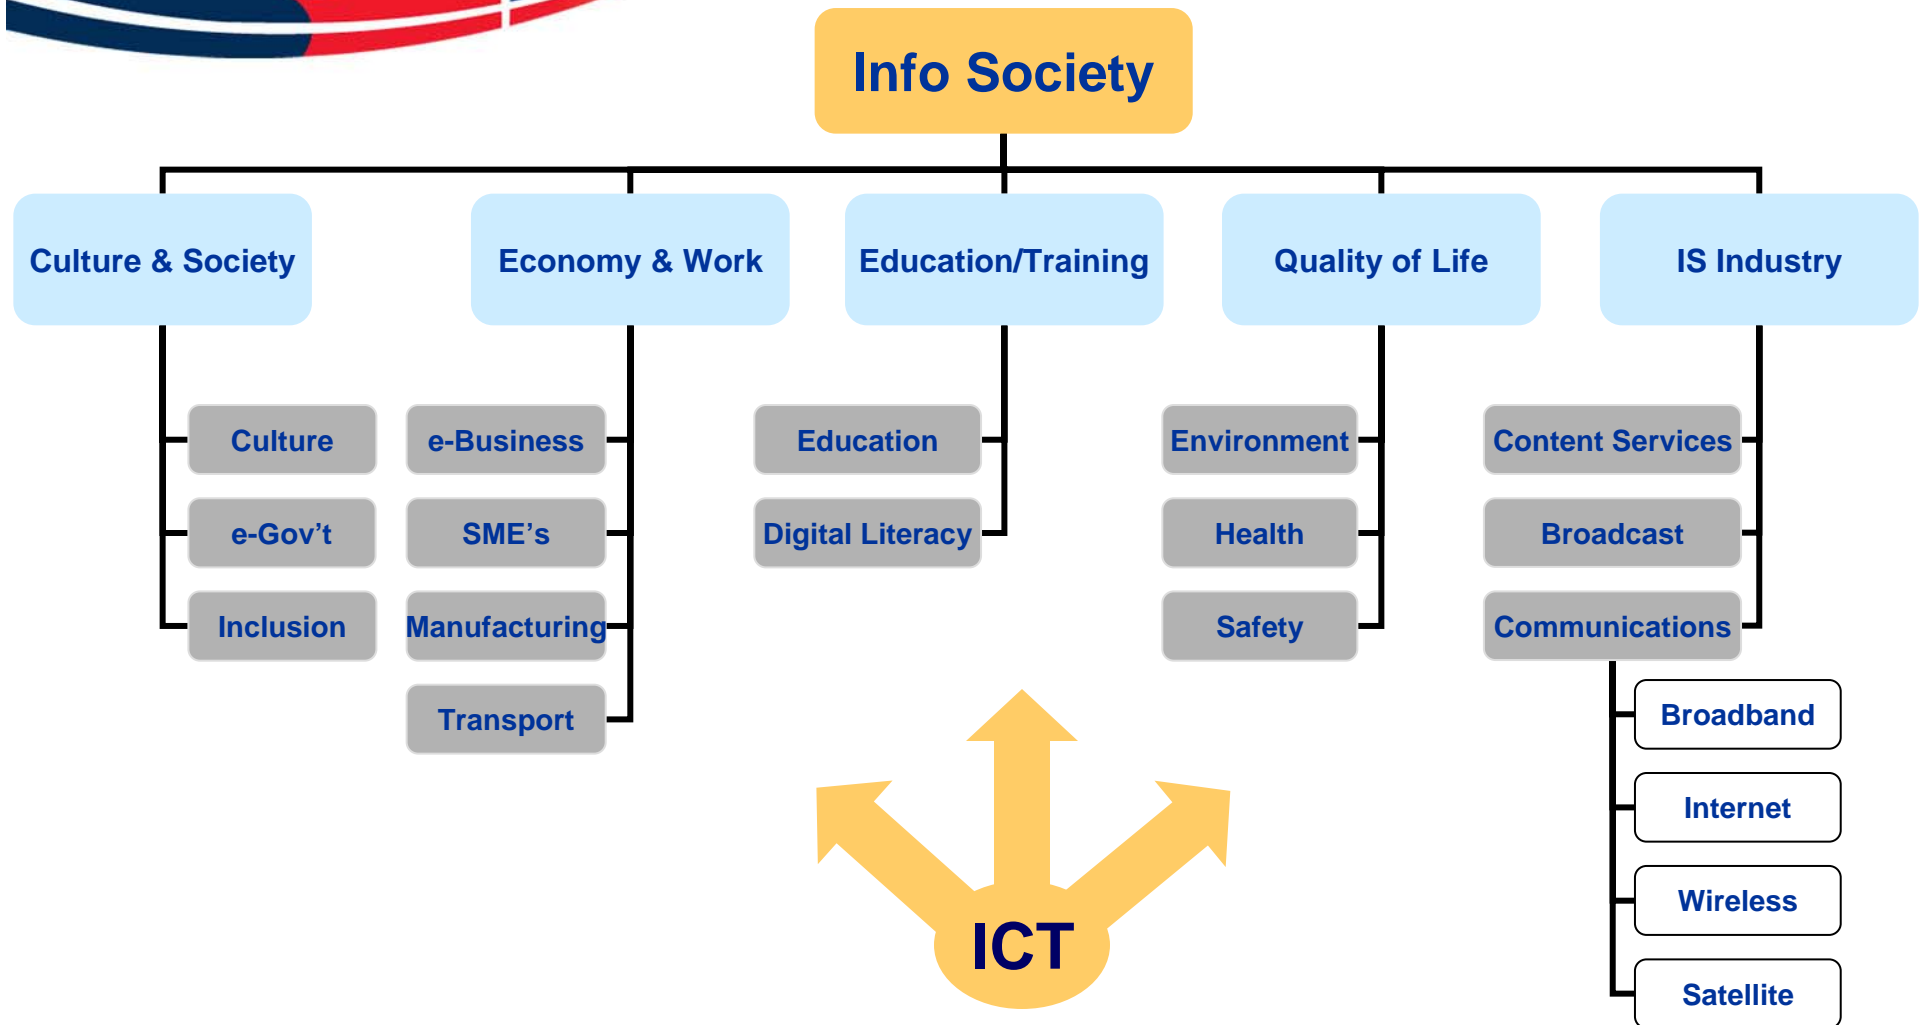 Info Society
Culture & Society
Economy & Work
Education/Training
Quality of Life
IS Industry
Culture
e-Business
Education
Environment
Content Services
e-Gov’t
SME's
Digital Literacy
Health
Broadcast
Inclusion
Manufacturing
Safety
Communications
Transport
Broadband
Internet
Wireless
ICT
Satellite